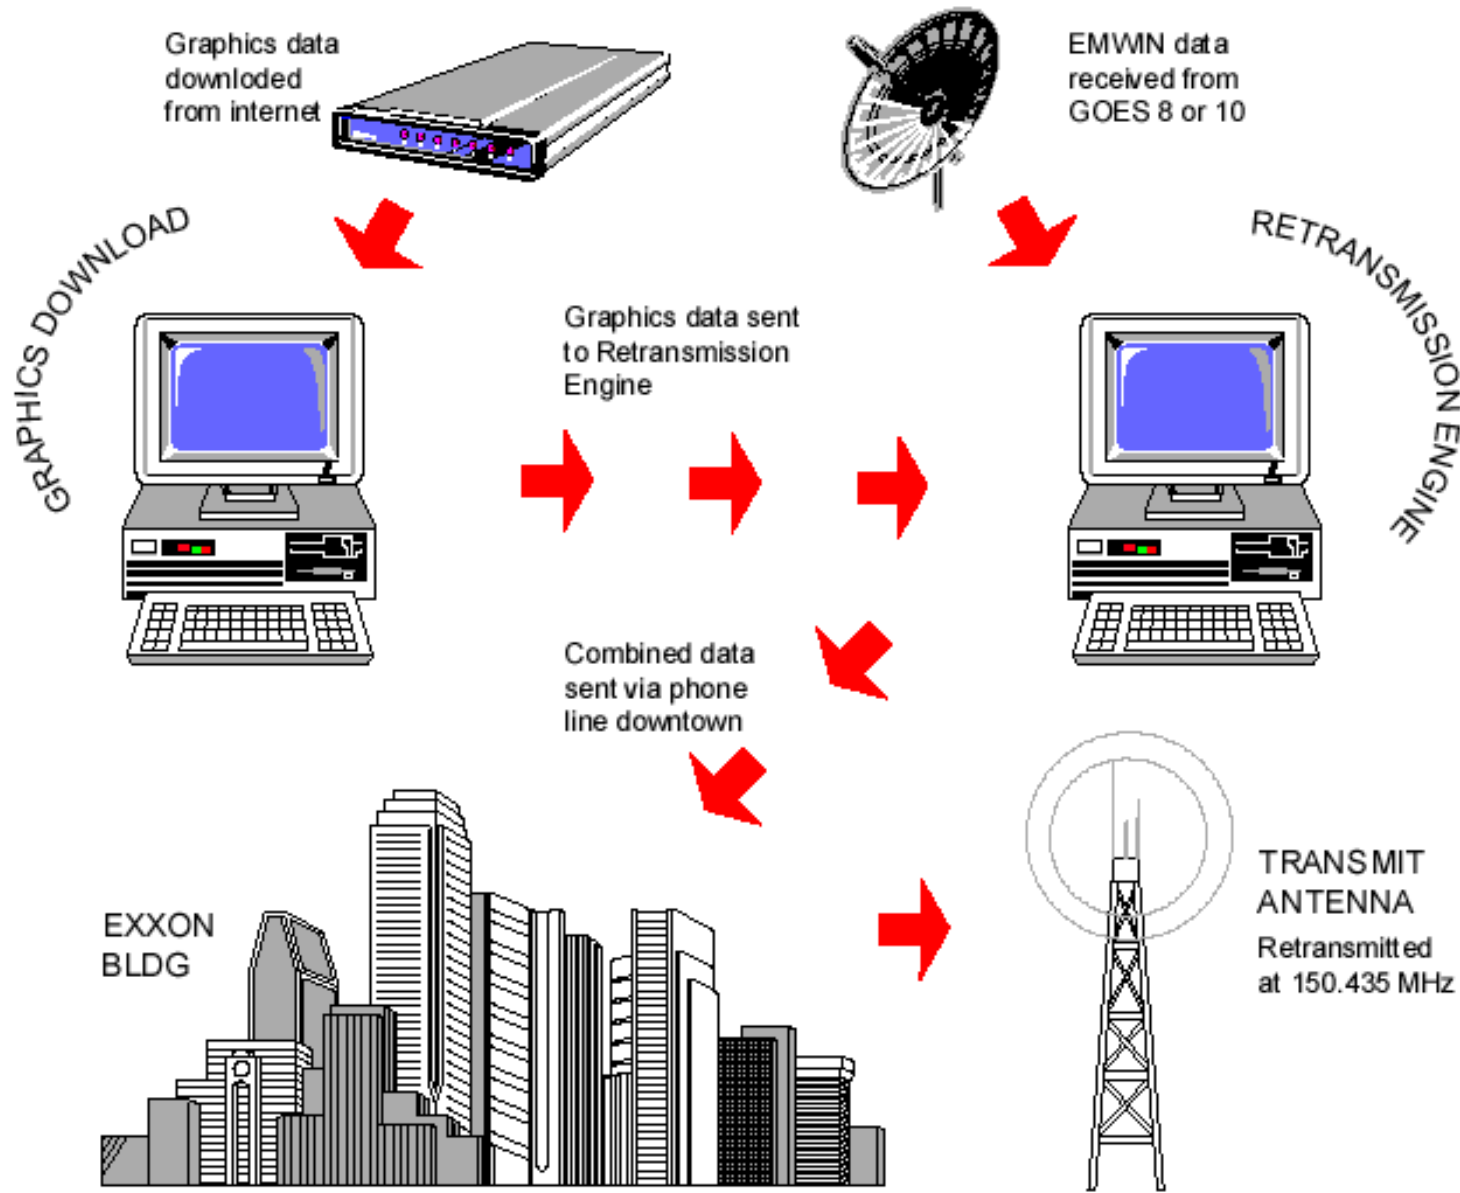 Graphics data
downloded
from internet
EMWIN data
received from
GOES 8 or 10
GRAPHICS DOWNLOAD
RETRANSMISSION ENGINE
Graphics data sent
to Retransmission
Engine
Combined data
sent via phone
line downtown
EXXON
BLDG
TRANSMIT
ANTENNA
Retransmitted
at 150.435 MHz